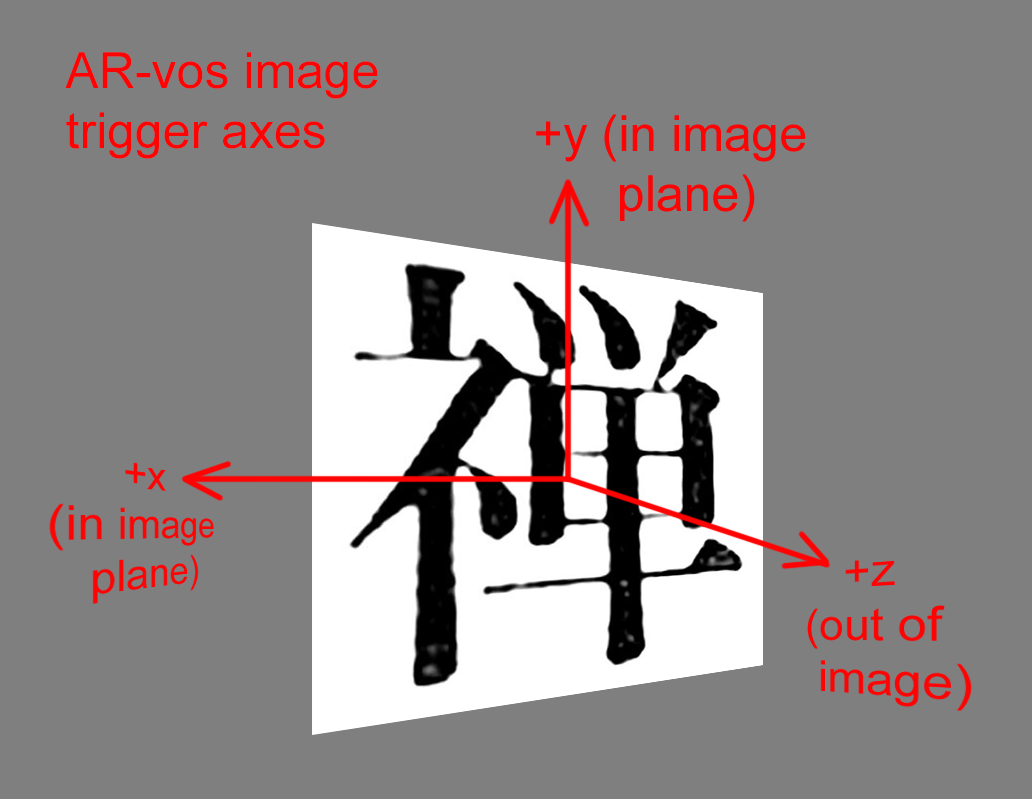 AR-vos image
trigger axes
+y (in image
plane)
禅
+x
(in image
plane)
+z
(out of
image)